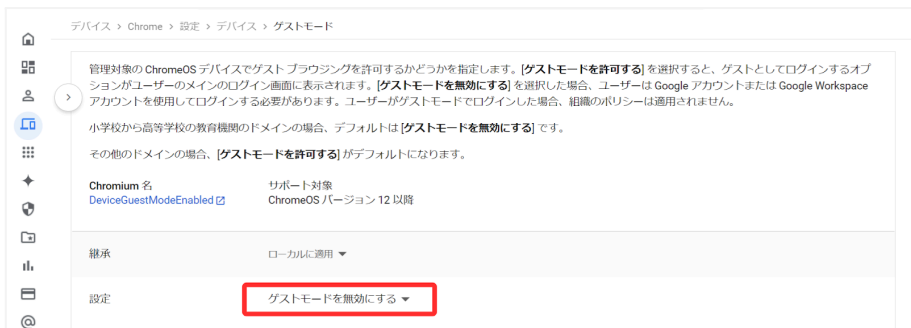 デバイス > Chrome > 設定 > デバイス > ゲストモード
管理対象の ChromeOS デバイスでゲスト ブラウジングを許可するかどうかを指定します。[ゲストモードを許可する] を選択すると、ゲストとしてログインするオプ
ションがユーザーのメインのログイン画面に表示されます。[ゲストモードを無効にする] を選択した場合、ユーザーは Google アカウントまたは Google Workspace
アカウントを使用してログインする必要があります。ユーザーがゲストモードでログインした場合、組織のポリシーは適用されません。
小学校から高等学校の教育機関のドメインの場合、デフォルトは [ゲストモードを無効にする] です。
その他のドメインの場合、[ゲストモードを許可する] がデフォルトになります。
Chromium 名 サポート対象
DeviceGuestModeEnabled ChromeOS バージョン 12 以降
継承 ローカルに適用
設定 ゲストモードを無効にする